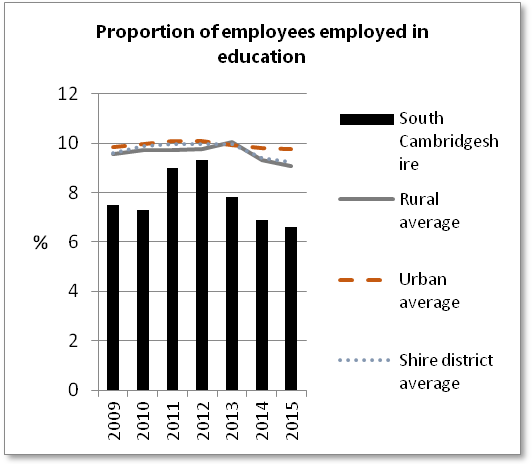 Proportion of employees employed in
education
12
10
8
6
4
2
0
%
2009
2010
2011
2012
2013
2014
2015
South
Cambridgesh
ire
Rural
average
Urban
average
Shire district
average